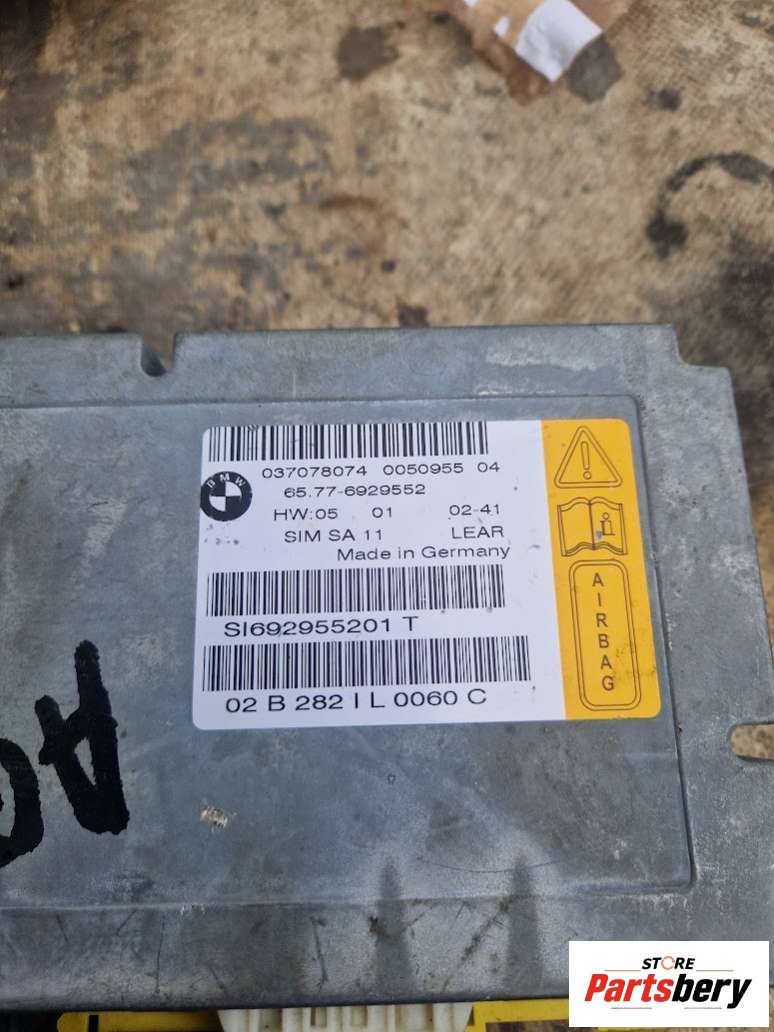 037078074 0050955 04
BMW
65.77-6929552
HW:05 01 02-41
SIM SA 11 LEAR
Made in Germany
SI692955201 T
02 B 282 I L 0060 C
AIRBAG
STORE
Partsbery